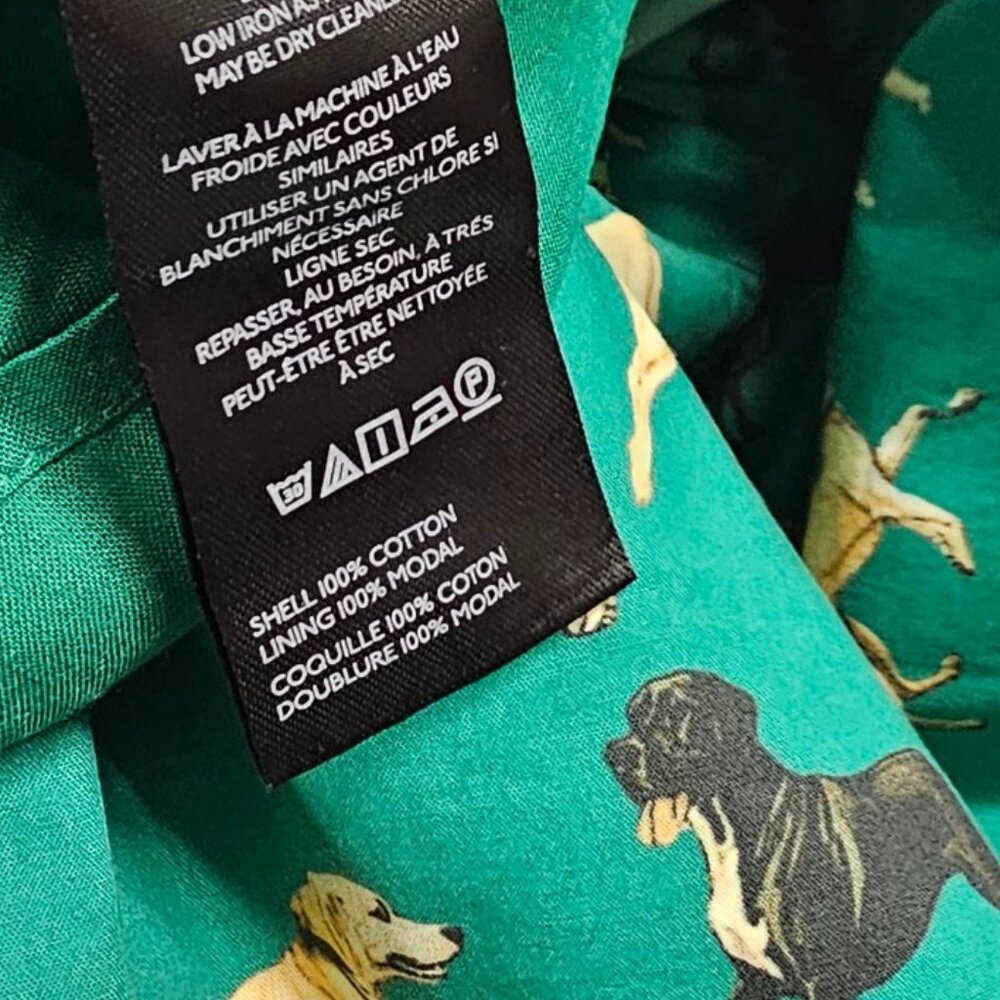 LOW IRON AS
MAY BE DRY CLEANED
LAVER À LA MACHINE À L'EAU
FROIDE AVEC COULEURS
SIMILAIRES
UTILISER UN AGENT DE
BLANCHIMENT SANS CHLORE SI
NÉCESSAIRE
LIGNE SEC
REPASSER, AU BESOIN, À TRÉS
BASSE TEMPÉRATURE
PEUT-ÊTRE ÊTRE NETTOYÉE
À SEC
30 P
SHELL 100% COTTON
LINING 100% MODAL
COQUILLE 100% COTON
DOUBLURE 100% MODAL